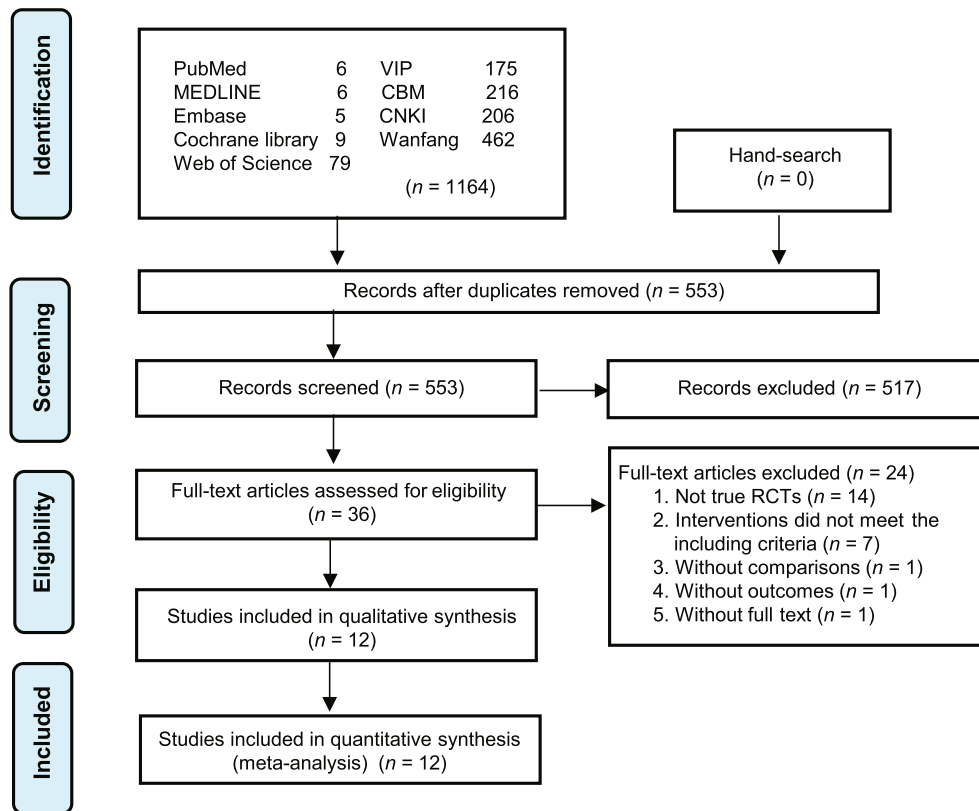 Identification
PubMed 6 VIP 175
MEDLINE 6 CBM 216
Embase 5 CNKI 206
Cochrane library 9 Wanfang 462
Web of Science 79
(n = 1164)
Hand-search
(n = 0)
Records after duplicates removed (n = 553)
Screening
Records screened (n = 553)
Records excluded (n = 517)
Eligibility
Full-text articles assessed for eligibility
(n = 36)
Full-text articles excluded (n = 24)
1. Not true RCTs (n = 14)
2. Interventions did not meet the
including criteria (n = 7)
3. Without comparisons (n = 1)
4. Without outcomes (n = 1)
5. Without full text (n = 1)
Studies included in qualitative synthesis
(n = 12)
Included
Studies included in quantitative synthesis
(meta-analysis) (n = 12)